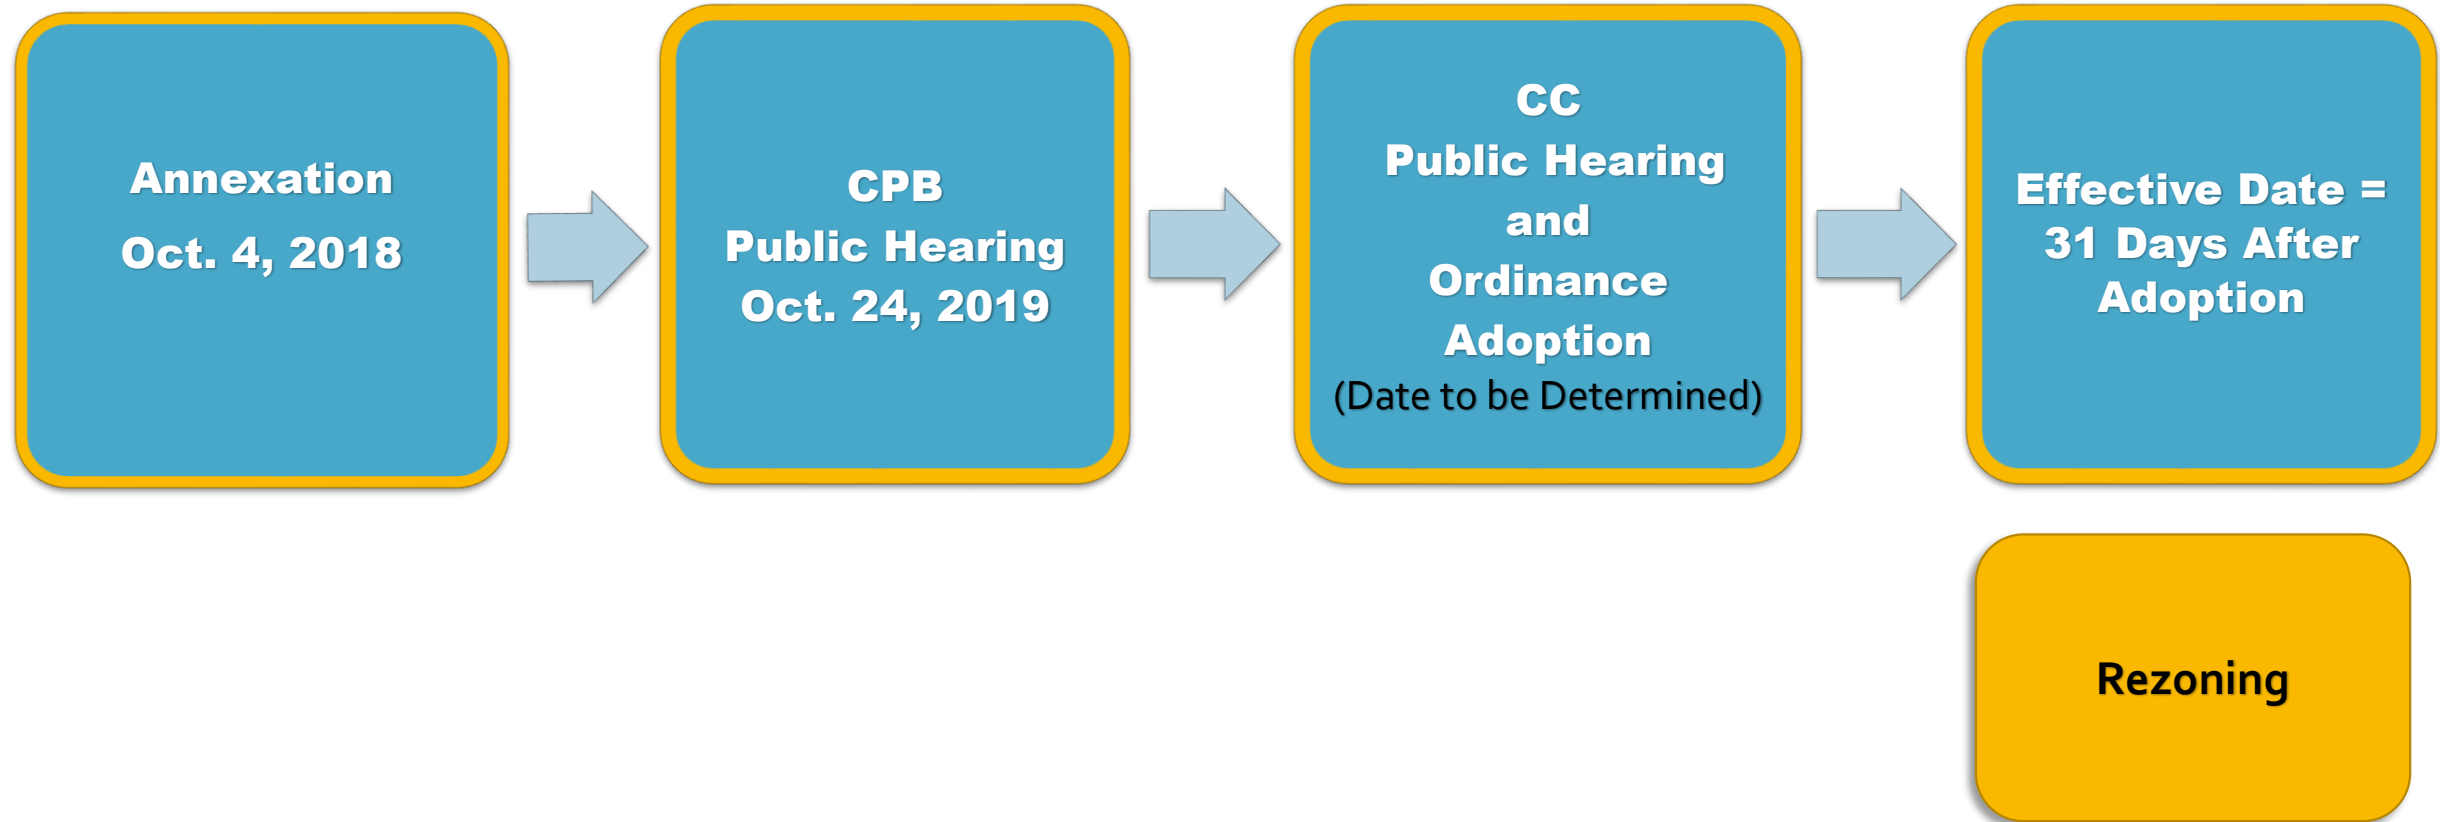 Annexation
Oct. 4, 2018
CPB
Public Hearing
Oct. 24, 2019
CC
Public Hearing
and
Ordinance
Adoption
(Date to be Determined)
Effective Date =
31 Days After
Adoption
Rezoning